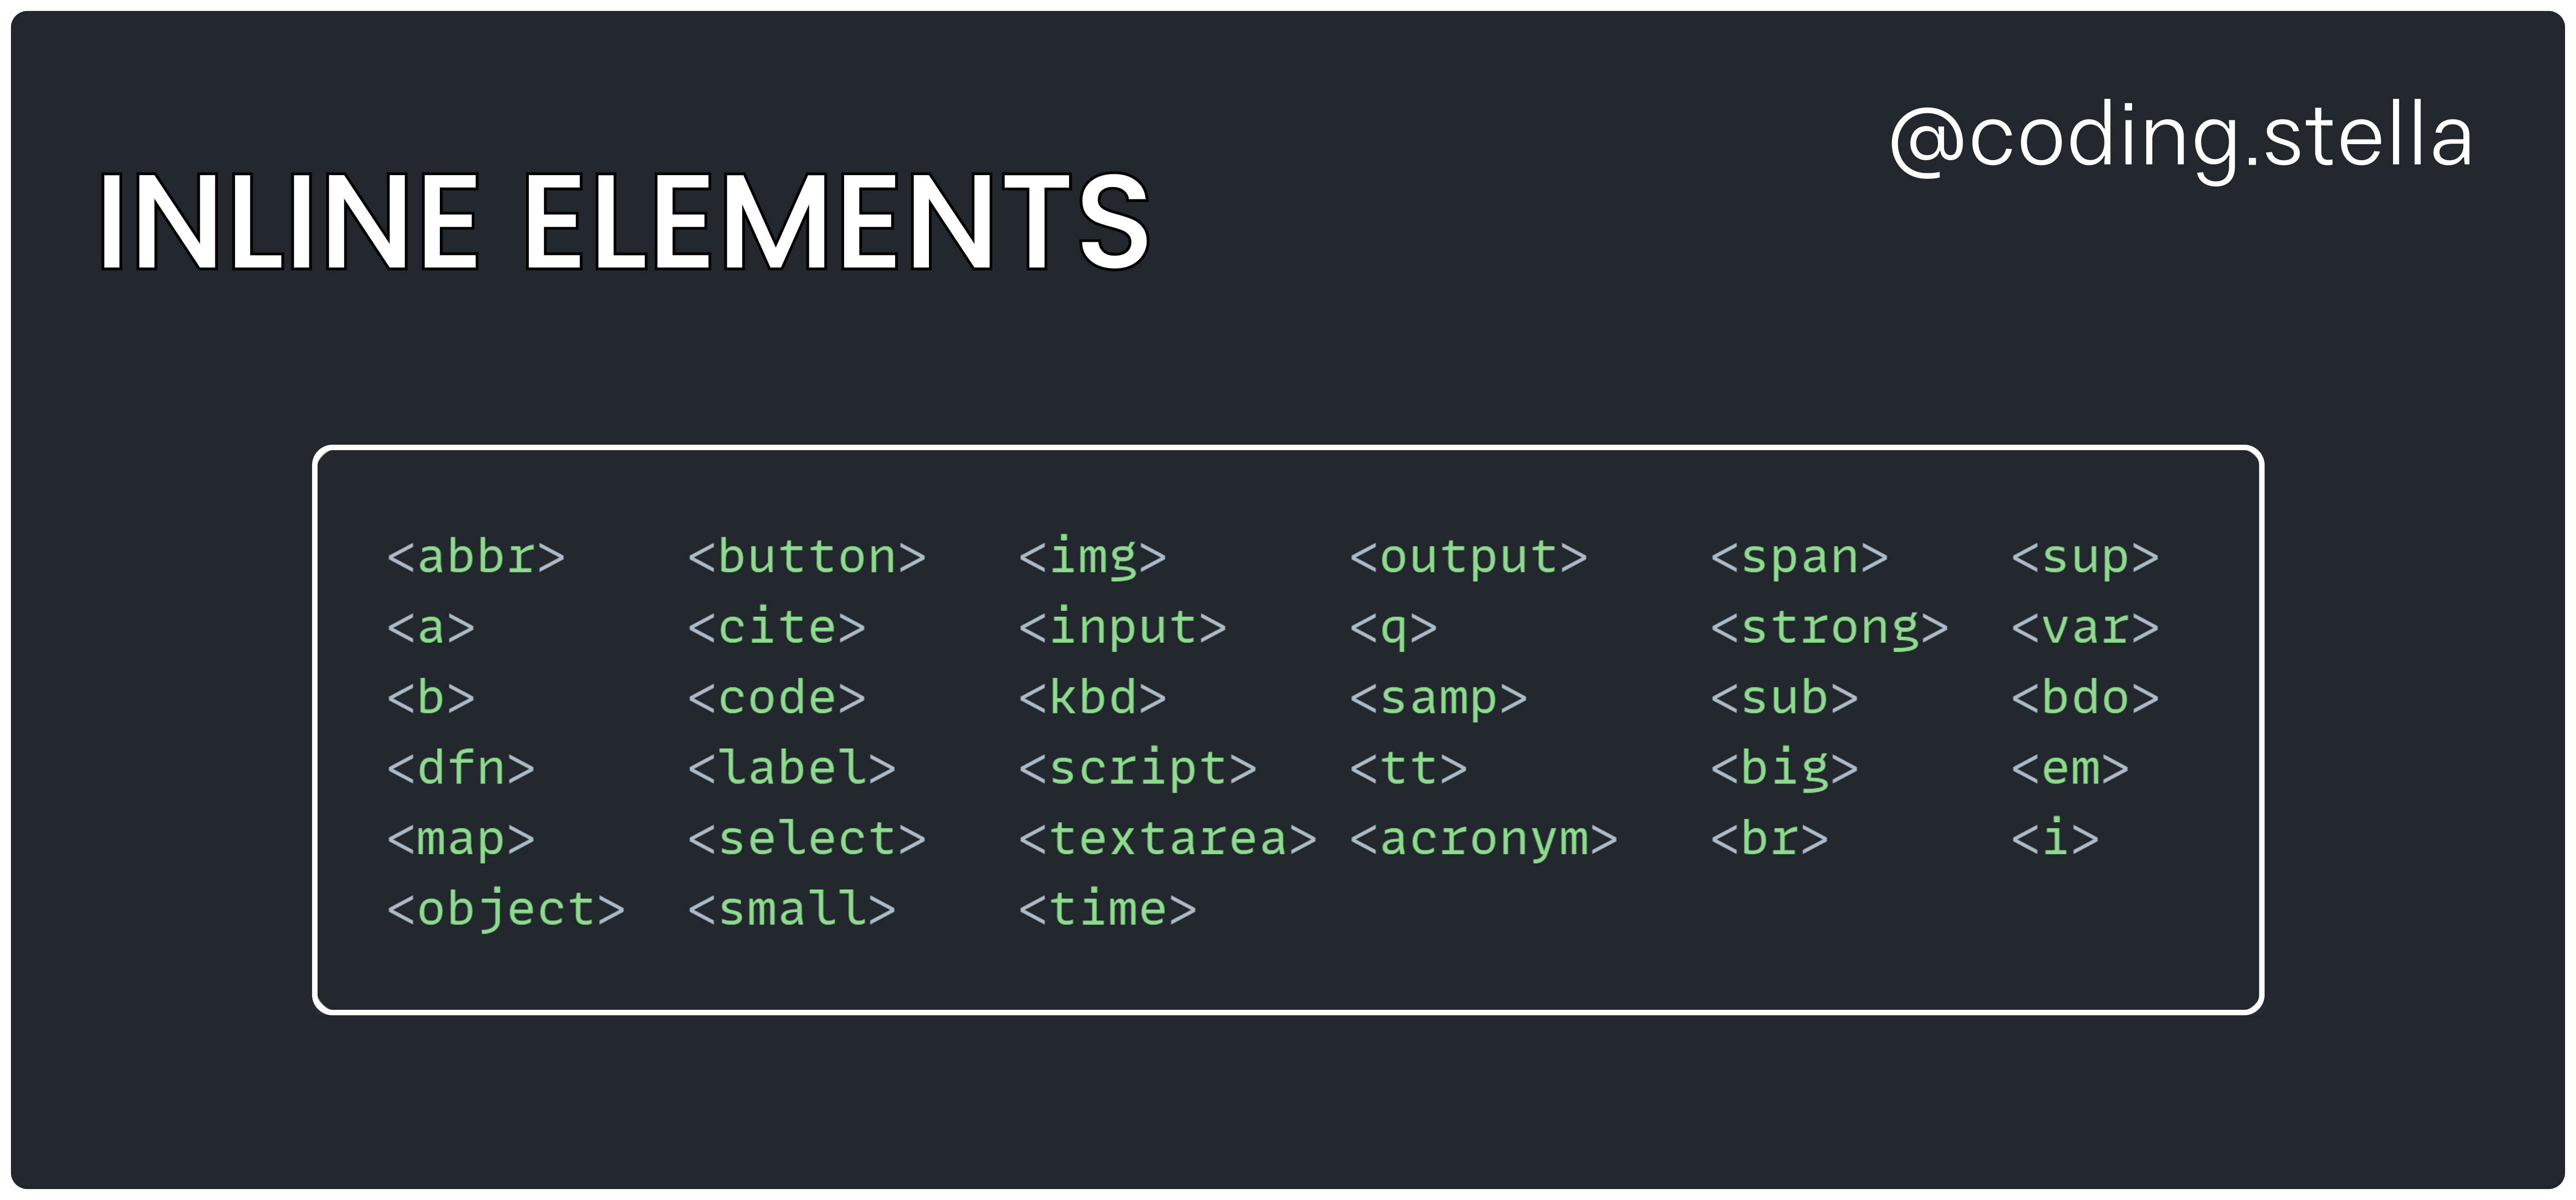 @coding.stella
INLINE ELEMENTS
<abbr> <button> <img> <output> <span> <sup>
<a> <cite> <input> <q> <strong> <var>
<b> <code> <kbd> <samp> <sub> <bdo>
<dfn> <label> <script> <tt> <big> <em>
<map> <select> <textarea> <acronym> <br> <i>
<object> <small> <time>